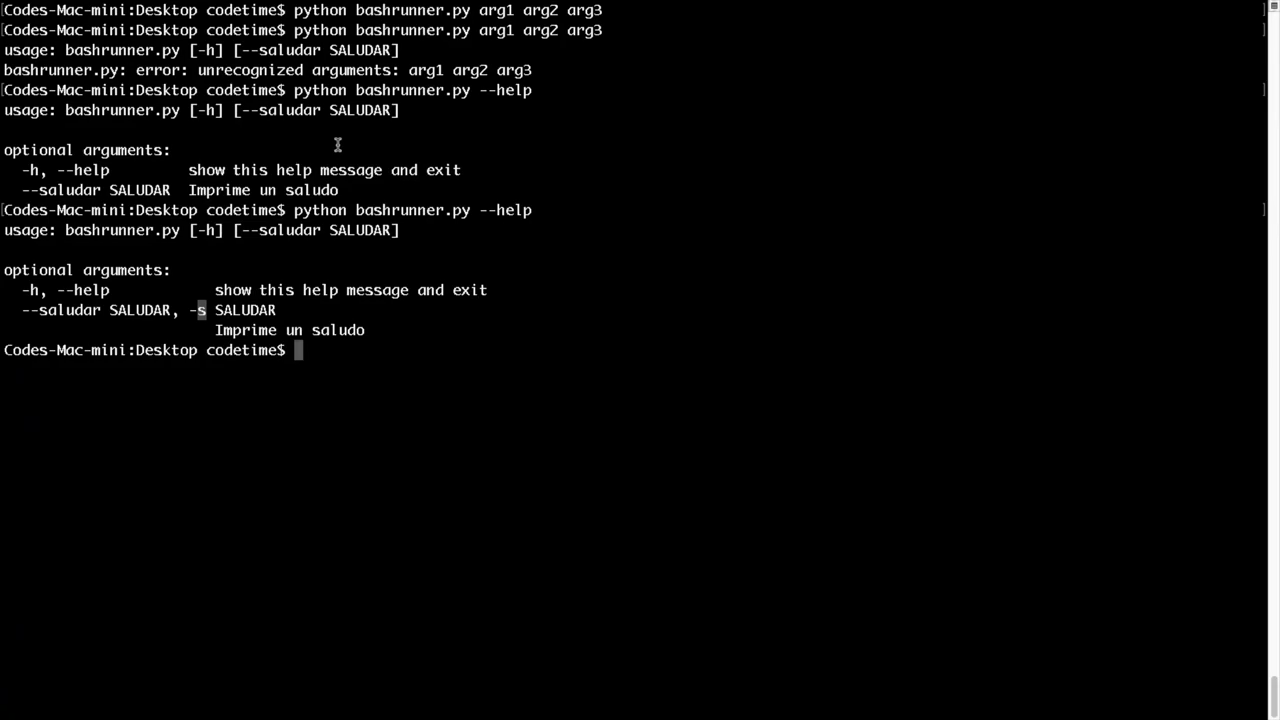 [Codes-Mac-mini:Desktop codetime$ python bashrunner.py arg1 arg2 arg3 ]
[Codes-Mac-mini:Desktop codetime$ python bashrunner.py arg1 arg2 arg3 ]
usage: bashrunner.py [-h] [--saludar SALUDAR]
bashrunner.py: error: unrecognized arguments: arg1 arg2 arg3
[Codes-Mac-mini:Desktop codetime$ python bashrunner.py --help ]
usage: bashrunner.py [-h] [--saludar SALUDAR]
optional arguments:
-h, --help show this help message and exit
--saludar SALUDAR Imprime un saludo
[Codes-Mac-mini:Desktop codetime$ python bashrunner.py --help ]
usage: bashrunner.py [-h] [--saludar SALUDAR]
optional arguments:
-h, --help show this help message and exit
--saludar SALUDAR, -s SALUDAR
Imprime un saludo
Codes-Mac-mini:Desktop codetime$